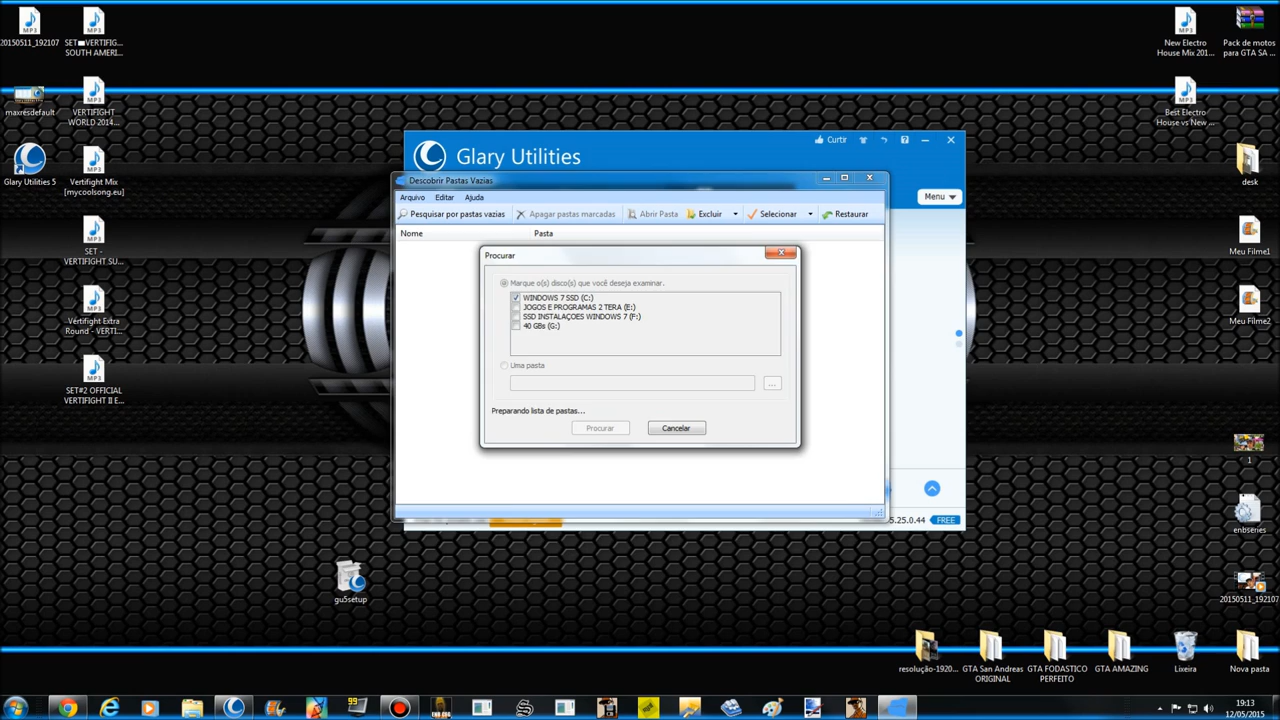 20150511_192107
SET■VERTIFIG...
SOUTH AMERI...
New Electro
House Mix 201...
Pack de motos
para GTA SA ...
maxresdefault
VERTIFIGHT
WORLD 2014...
Best Electro
House vs New ...
Glary Utilities 5
Vertifight Mix
[mycoolsong.eu]
desk
SET
VERTIFIGT SU...
Meu Filme1
Vertifight Extra
Round - VERTI...
Meu Filme2
SET#2 OFFICIAL
VERTIFIGHT II E...
1
enbseries
gu5setup
20150511_192107
resolução-1920...
GTA San Andreas
ORIGINAL
GTA FODASTICO
PERFEITO
GTA AMAZING
Lixeira
Nova pasta
Curtir
Glary Utilities
Menu
Descobrir Pastas Vazias
Arquivo Editar Ajuda
Pesquisar por pastas vazias Apagar pastas marcadas Abrir Pasta Excluir Selecionar Restaurar
Nome Pasta
Procurar
Marque o(s) disco(s) que você deseja examinar.
WINDOWS 7 SSD (C:)
JOGOS E PROGRAMAS 2 TERA (E:)
SSD INSTALAÇOES WINDOWS 7 (F:)
40 GBs (G:)
Uma pasta
...
Preparando lista de pastas...
Procurar Cancelar
5.25.0.44 FREE
99
19:13
12/05/2015